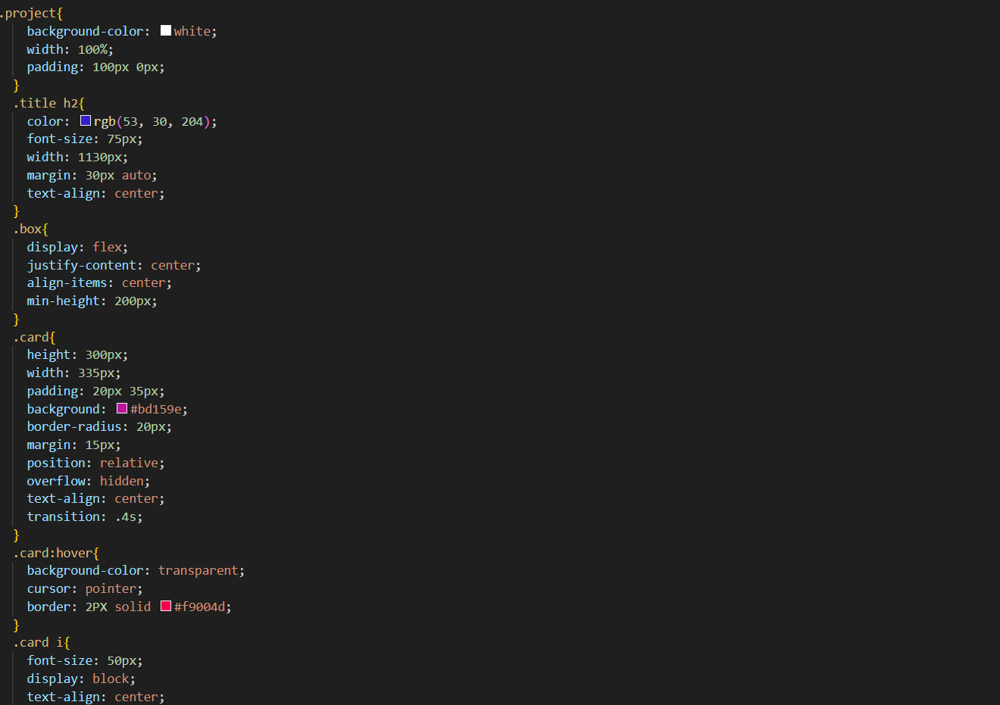 .project{
background-color: white;
width: 100%;
padding: 100px 0px;
}
.title h2{
color: rgb(53, 30, 204);
font-size: 75px;
width: 1130px;
margin: 30px auto;
text-align: center;
}
.box{
display: flex;
justify-content: center;
align-items: center;
min-height: 200px;
}
.card{
height: 300px;
width: 335px;
padding: 20px 35px;
background: #bd159e;
border-radius: 20px;
margin: 15px;
position: relative;
overflow: hidden;
text-align: center;
transition: .4s;
}
.card:hover{
background-color: transparent;
cursor: pointer;
border: 2PX solid #f9004d;
}
.card i{
font-size: 50px;
display: block;
text-align: center;